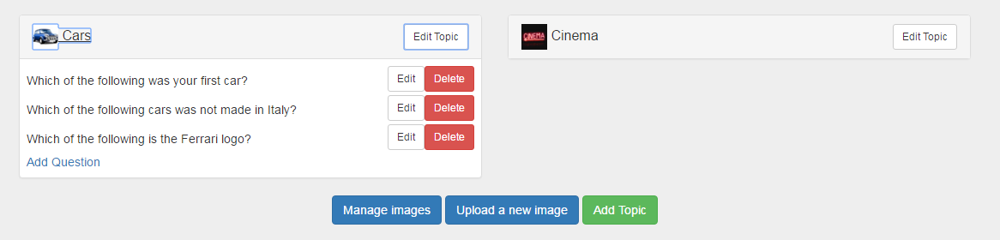 Cars Edit Topic
Which of the following was your first car? Edit Delete
Which of the following cars was not made in Italy? Edit Delete
Which of the following is the Ferrari logo? Edit Delete
Add Question
CINEMA Cinema Edit Topic
Manage images Upload a new image Add Topic